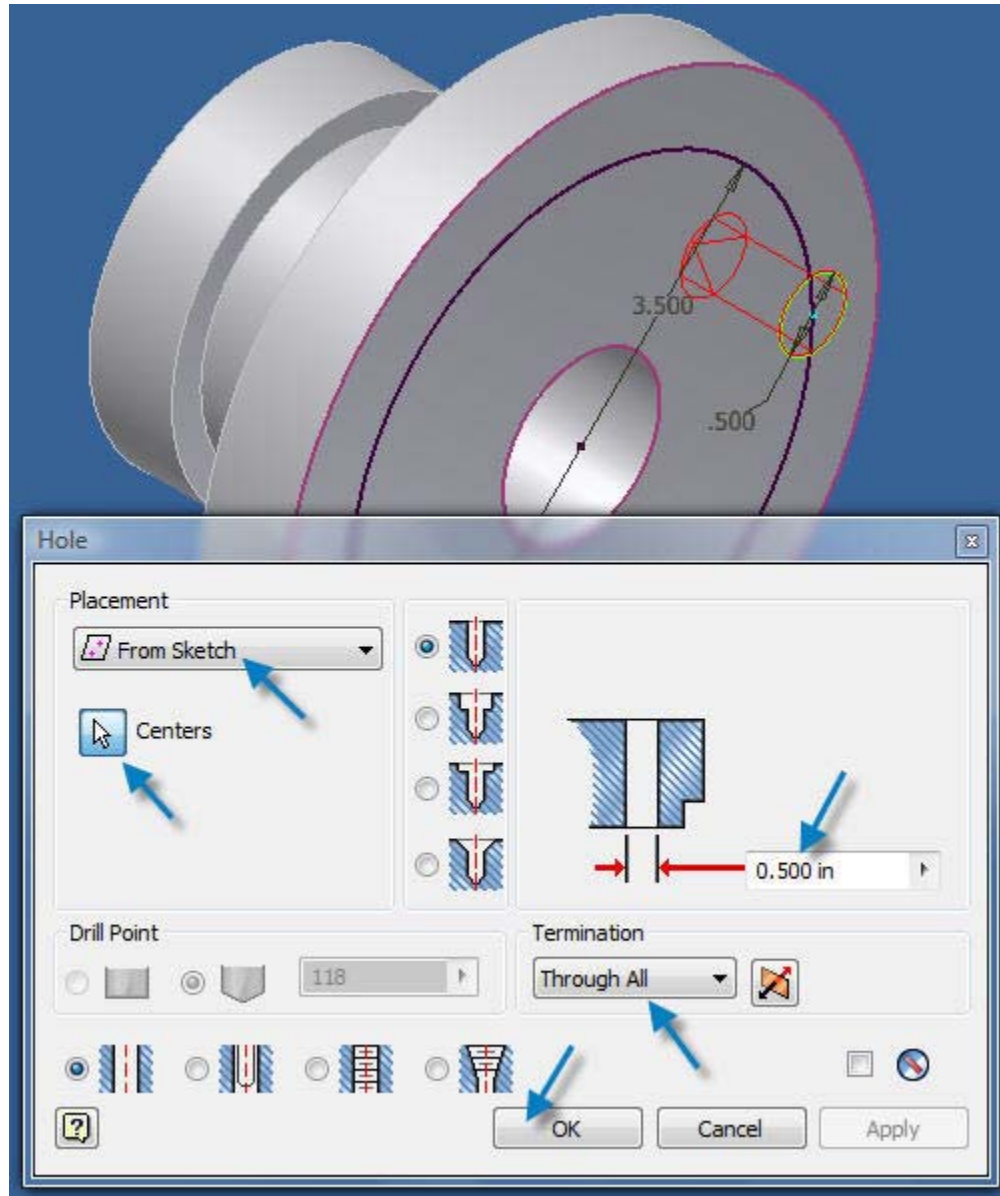 3.500
.500
Hole
Placement
From Sketch
Centers
0.500 in
Drill Point
118
Termination
Through All
?
OK
Cancel
Apply